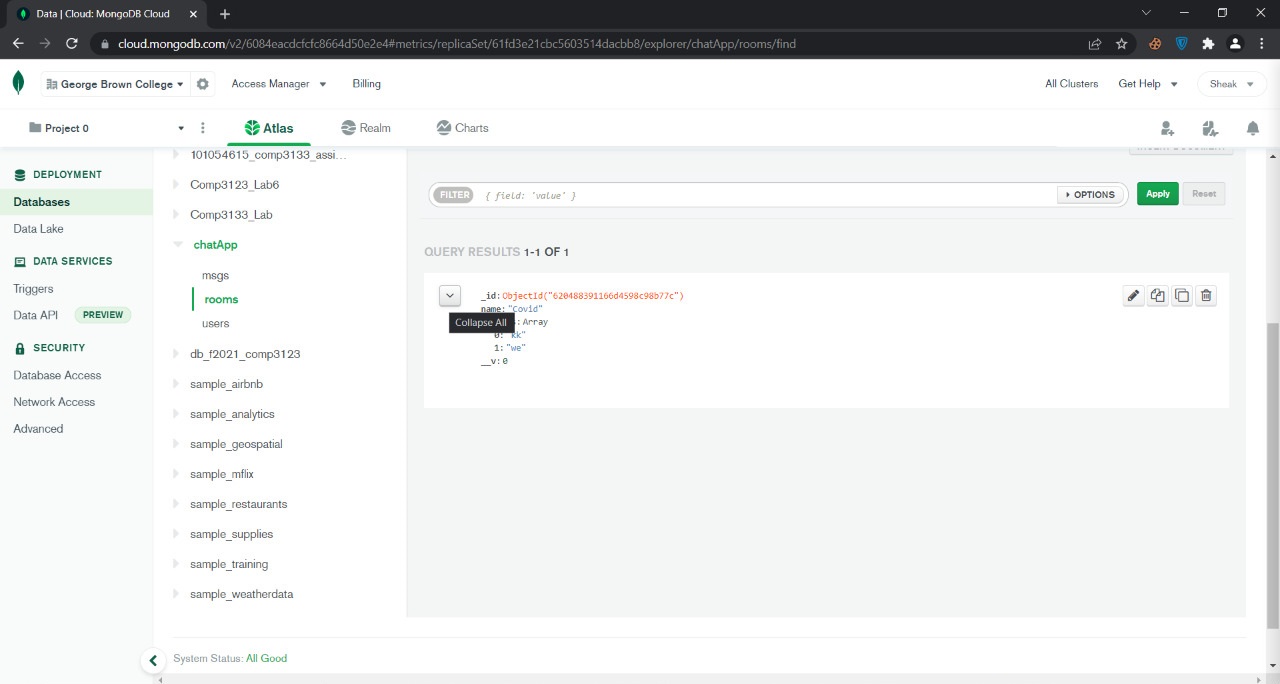 Data | Cloud: MongoDB Cloud
cloud.mongodb.com/v2/6084eacdcfcfc8664d50e2e4#metrics/replicaSet/61fd3e21cbc5603514dacbb8/explorer/chatApp/rooms/find
George Brown College
Access Manager
Billing
All Clusters
Get Help
Sheak
Project 0
Atlas
Realm
Charts
DEPLOYMENT
Databases
Data Lake
DATA SERVICES
Triggers
Data API PREVIEW
SECURITY
Database Access
Network Access
Advanced
101054615_comp3133_assi...
Comp3123_Lab6
Comp3133_Lab
chatApp
msgs
rooms
users
db_f2021_comp3123
sample_airbnb
sample_analytics
sample_geospatial
sample_mflix
sample_restaurants
sample_supplies
sample_training
sample_weatherdata
INSERT DOCUMENT
FILTER { field: 'value' } OPTIONS Apply Reset
QUERY RESULTS 1-1 OF 1
_id: ObjectId("620488391166d4598c98b77c")
name: "Covid"
Collapse All
: Array
0: "kk"
1: "we"
__v: 0
System Status: All Good